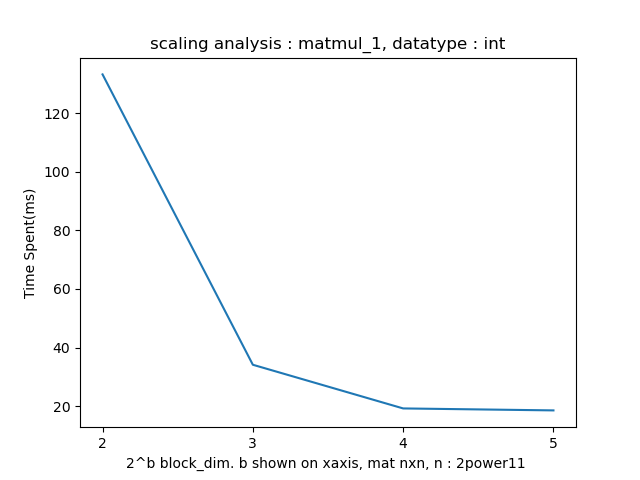 scaling analysis : matmul_1, datatype : int
Time Spent(ms)
120
100
80
60
40
20
2 3 4 5
2^b block_dim. b shown on xaxis, mat nxn, n : 2power11